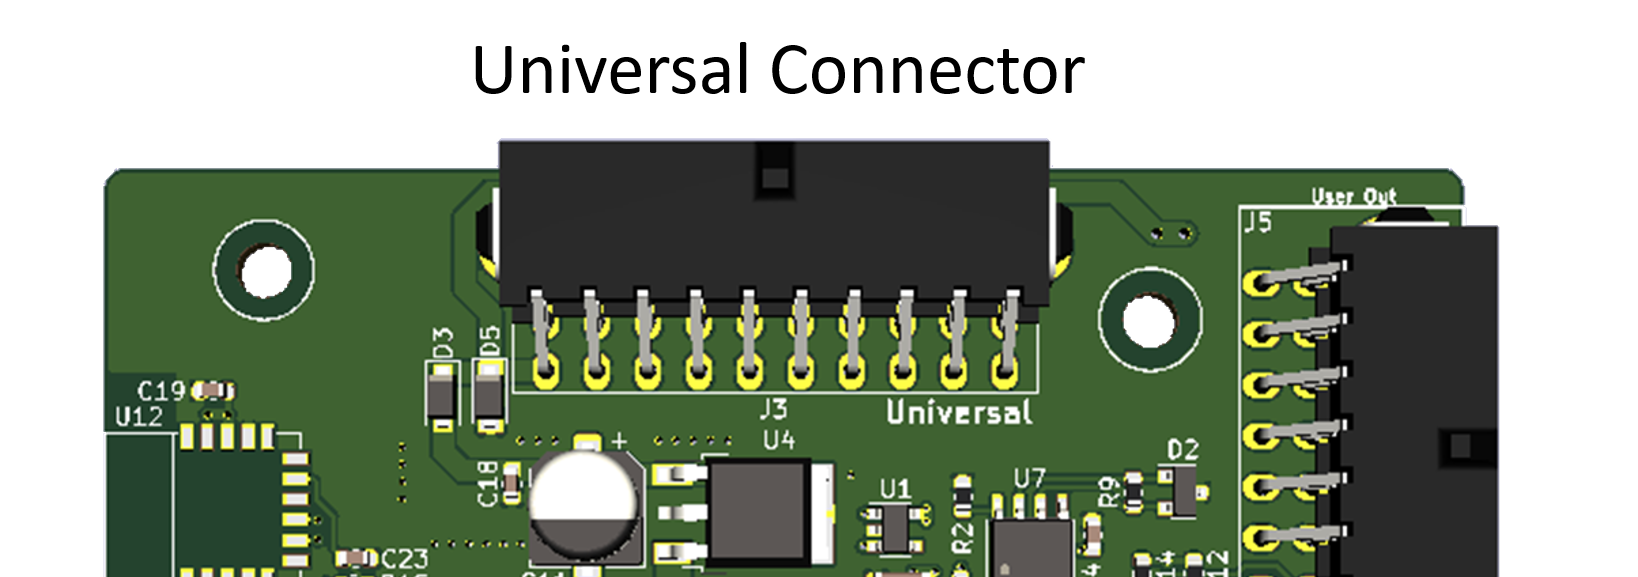 Universal Connector
User Out
J5
D3
D5
C19
U12
J3
Universal
U4
+
D2
C18
U7
U1
R9
R2
C23